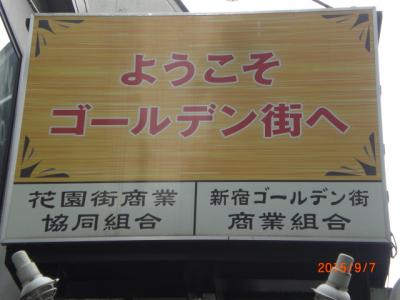 ようこそ
ゴールデン街へ
花園街商業
協同組合
新宿ゴールデン街
商業組合
2015/9/7